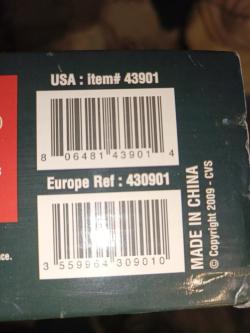 USA : item# 43901
8 06481 43901 4
Europe Ref : 430901
3 559964 309010
MADE IN CHINA
© Copyright 2009 - CVS